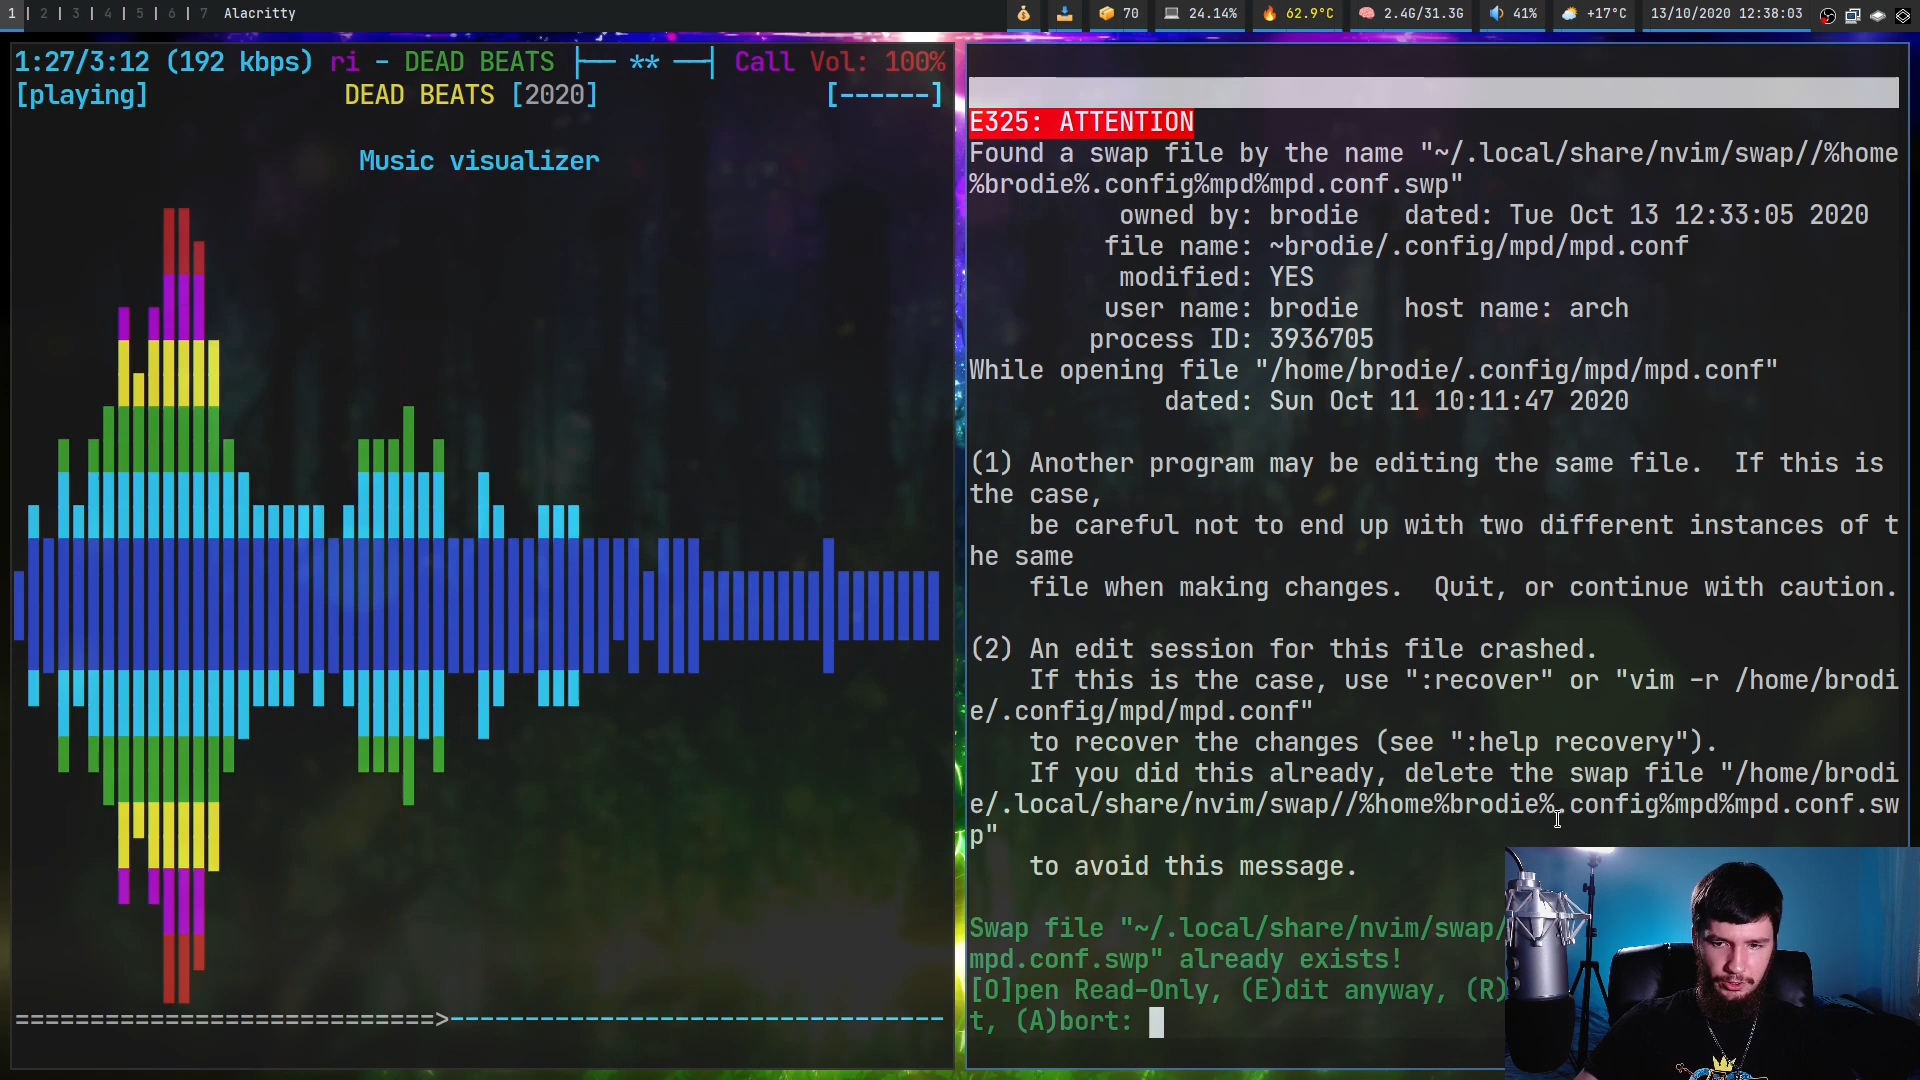 1 | 2 | 3 | 4 | 5 | 6 | 7 Alacritty
70 24.14% 62.9°C 2.4G/31.3G 41% +17°C 13/10/2020 12:38:03
1:27/3:12 (192 kbps) ri - DEAD BEATS ├── ** ──┤ Call Vol: 100%
[playing] DEAD BEATS [2020] [------]
Music visualizer
===========================>---------------------------------
E325: ATTENTION
Found a swap file by the name "~/.local/share/nvim/swap//%home
%brodie%.config%mpd%mpd.conf.swp"
owned by: brodie dated: Tue Oct 13 12:33:05 2020
file name: ~brodie/.config/mpd/mpd.conf
modified: YES
user name: brodie host name: arch
process ID: 3936705
While opening file "/home/brodie/.config/mpd/mpd.conf"
dated: Sun Oct 11 10:11:47 2020
(1) Another program may be editing the same file. If this is
the case,
be careful not to end up with two different instances of t
he same
file when making changes. Quit, or continue with caution.
(2) An edit session for this file crashed.
If this is the case, use ":recover" or "vim -r /home/brodi
e/.config/mpd/mpd.conf"
to recover the changes (see ":help recovery").
If you did this already, delete the swap file "/home/brodi
e/.local/share/nvim/swap//%home%brodie%.config%mpd%mpd.conf.sw
p"
to avoid this message.
Swap file "~/.local/share/nvim/swap/
mpd.conf.swp" already exists!
[O]pen Read-Only, (E)dit anyway, (R)
t, (A)bort: